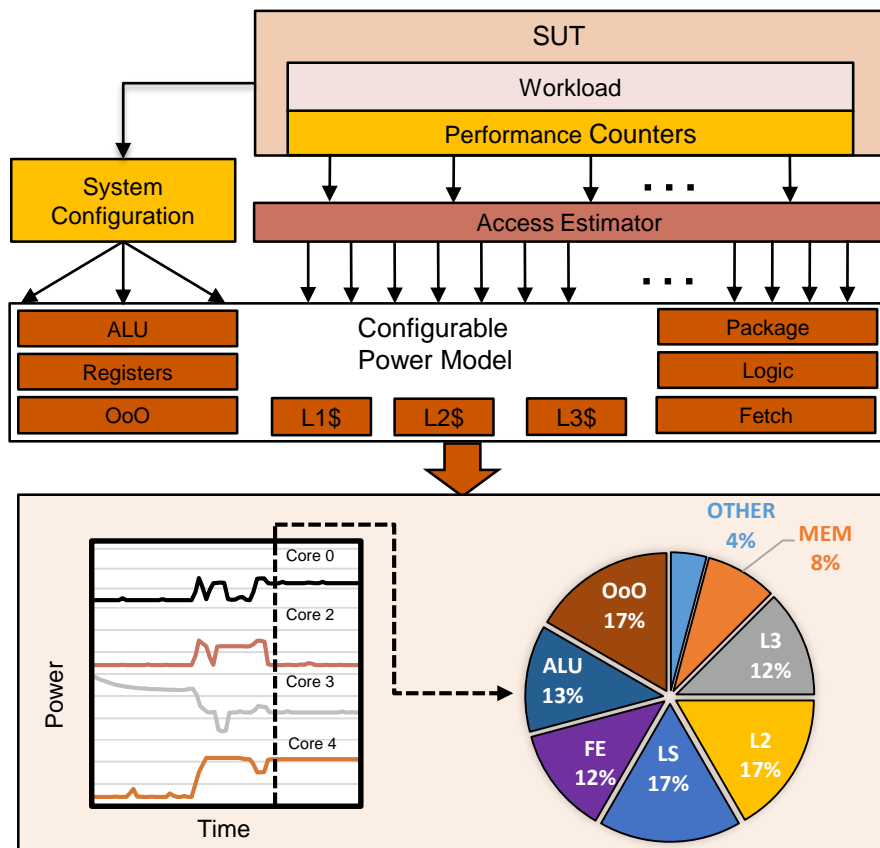 SUT
Workload
Performance Counters
System
Configuration
. . .
Access Estimator
. . .
Configurable
Power Model
ALU
Registers
OoO
L1$
L2$
L3$
Package
Logic
Fetch
Power
Time
Core 0
Core 2
Core 3
Core 4
OTHER
4%
MEM
8%
L3
12%
L2
17%
LS
17%
FE
12%
ALU
13%
OoO
17%